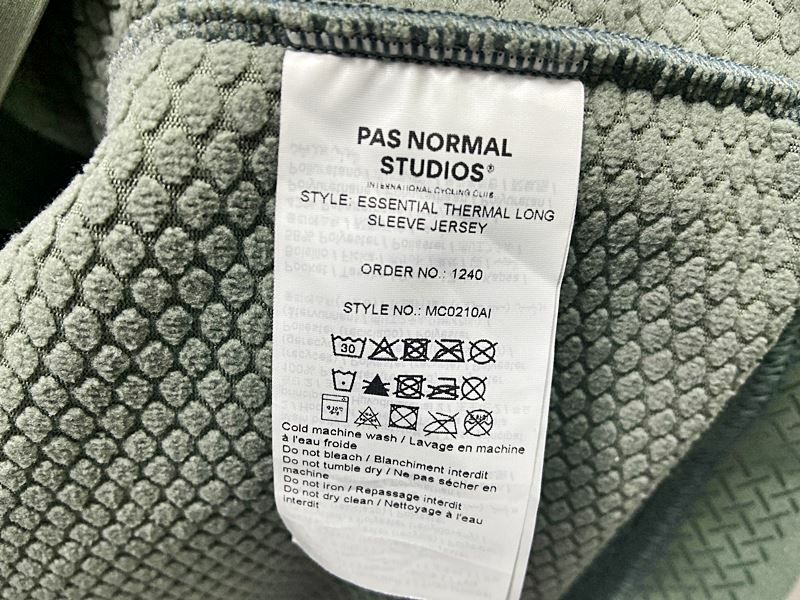 PAS NORMAL
STUDIOS®
INTERNATIONAL CYCLING CLUB
STYLE: ESSENTIAL THERMAL LONG
SLEEVE JERSEY
ORDER NO.: 1240
STYLE NO.: MC0210AI
30
Cold machine wash / Lavage en machine
à l'eau froide
Do not bleach / Blanchiment interdit
Do not tumble dry / Ne pas sécher en
machine
Do not iron / Repassage interdit
Do not dry clean / Nettoyage à l'eau
interdit